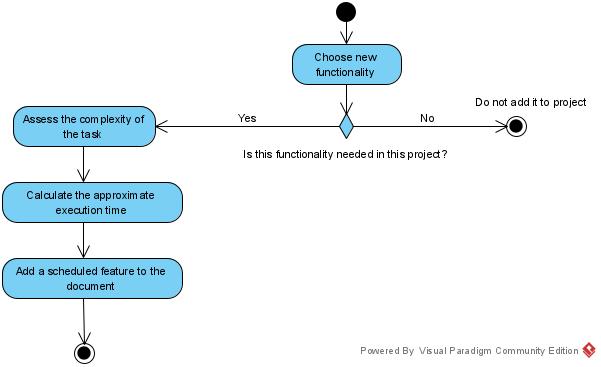 Choose new
functionality
Do not add it to project
Yes
No
Assess the complexity of
the task
Is this functionality needed in this project?
Calculate the approximate
execution time
Add a scheduled feature to the
document
Powered By Visual Paradigm Community Edition